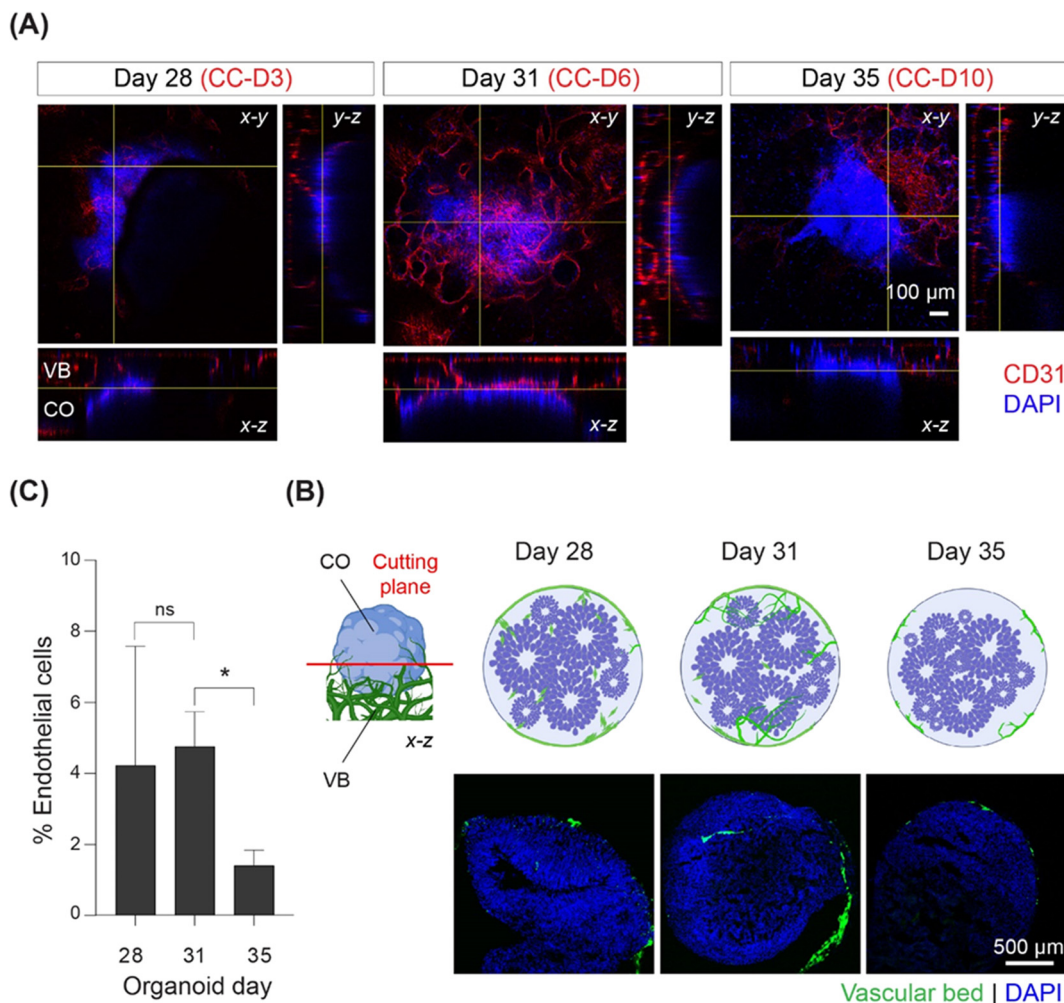 (A)
Day 28 (CC-D3)
Day 31 (CC-D6)
Day 35 (CC-D10)
x-y
y-z
x-y
y-z
x-y
y-z
100 μm
VB
CO
x-z
x-z
x-z
CD31
DAPI
(C)
10
8
6
4
2
0
% Endothelial cells
ns
*
28
31
35
Organoid day
(B)
CO
Cutting
plane
x-z
VB
Day 28
Day 31
Day 35
500 μm
Vascular bed | DAPI